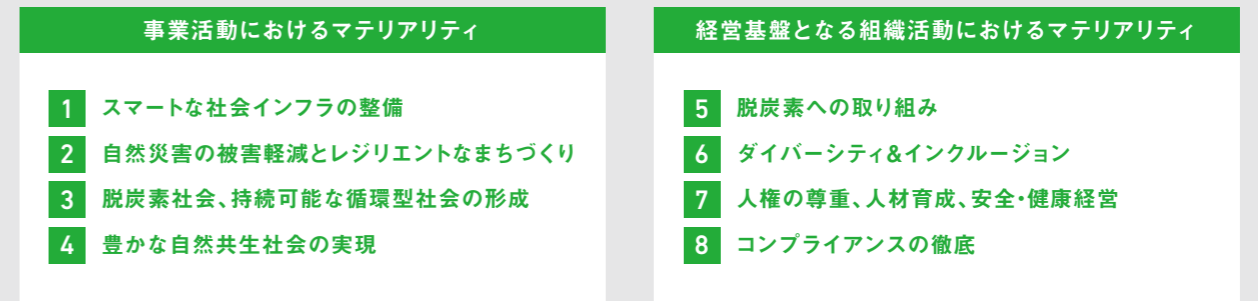 事業活動におけるマテリアリティ
1 スマートな社会インフラの整備
2 自然災害の被害軽減とレジリエントなまちづくり
3 脱炭素社会、持続可能な循環型社会の形成
4 豊かな自然共生社会の実現
経営基盤となる組織活動におけるマテリアリティ
5 脱炭素への取り組み
6 ダイバーシティ&インクルージョン
7 人権の尊重、人材育成、安全・健康経営
8 コンプライアンスの徹底